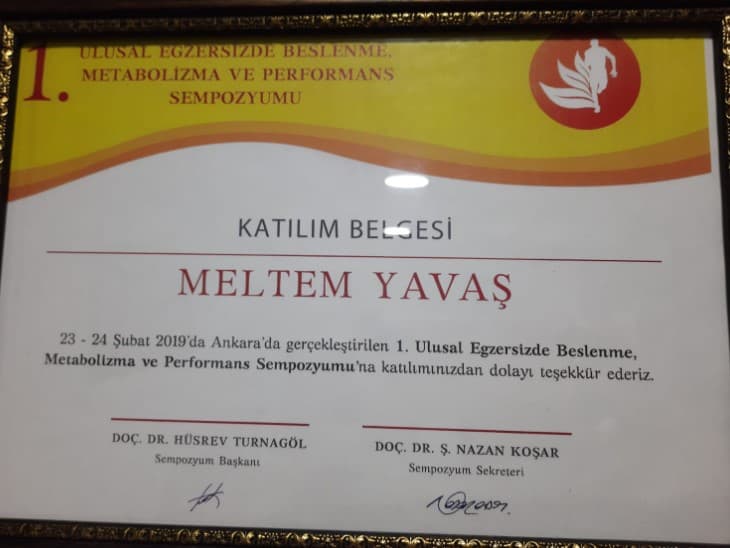 1. ULUSAL EGZERSİZDE BESLENME,
METABOLİZMA VE PERFORMANS
SEMPOZYUMU
KATILIM BELGESİ
MELTEM YAVAŞ
23 - 24 Şubat 2019'da Ankara'da gerçekleştirilen 1. Ulusal Egzersizde Beslenme,
Metabolizma ve Performans Sempozyumu'na katılımınızdan dolayı teşekkür ederiz.
DOÇ. DR. HÜSREV TURNAGÖL
Sempozyum Başkanı
DOÇ. DR. Ş. NAZAN KOŞAR
Sempozyum Sekreteri